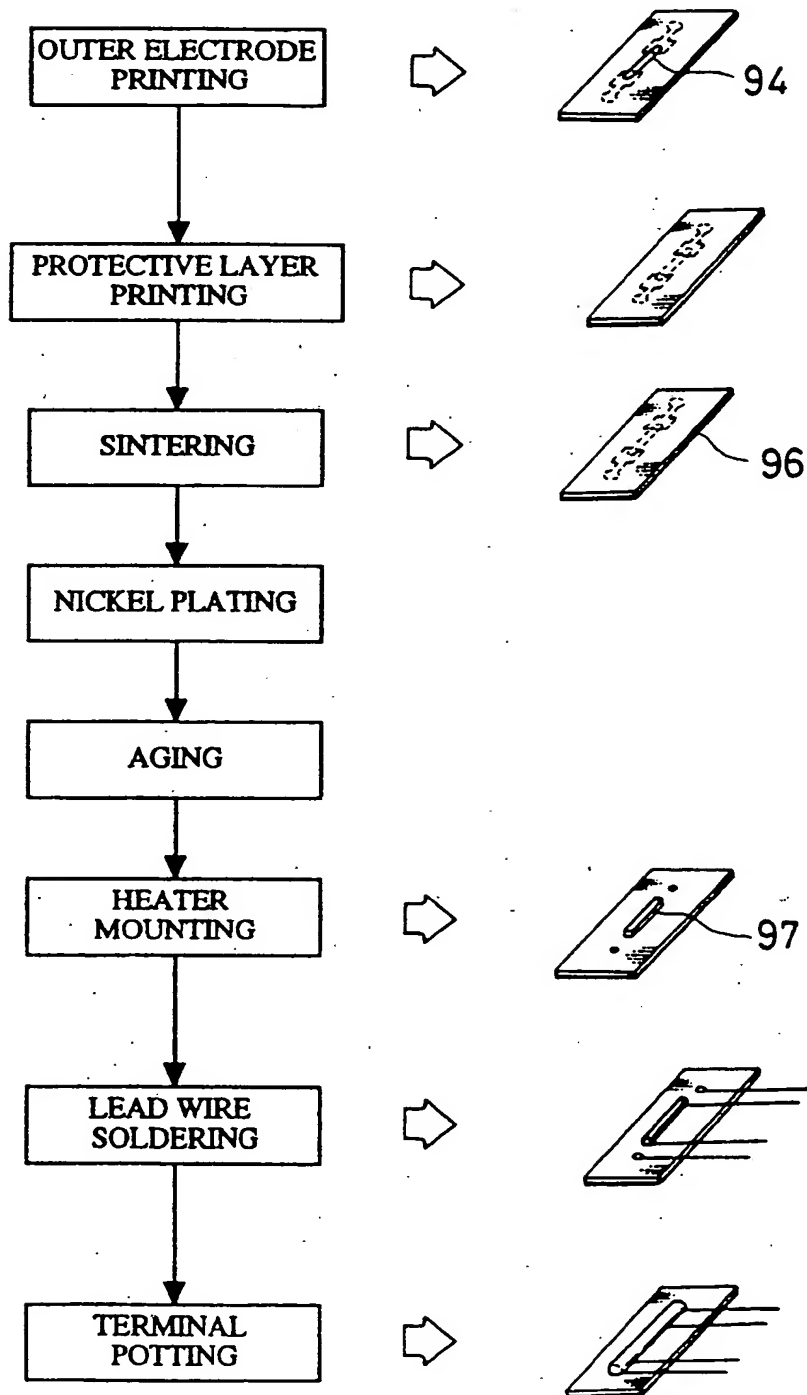 OUTER ELECTRODE
PRINTING
94
PROTECTIVE LAYER
PRINTING
SINTERING
96
NICKEL PLATING
AGING
HEATER
MOUNTING
97
LEAD WIRE
SOLDERING
TERMINAL
POTTING